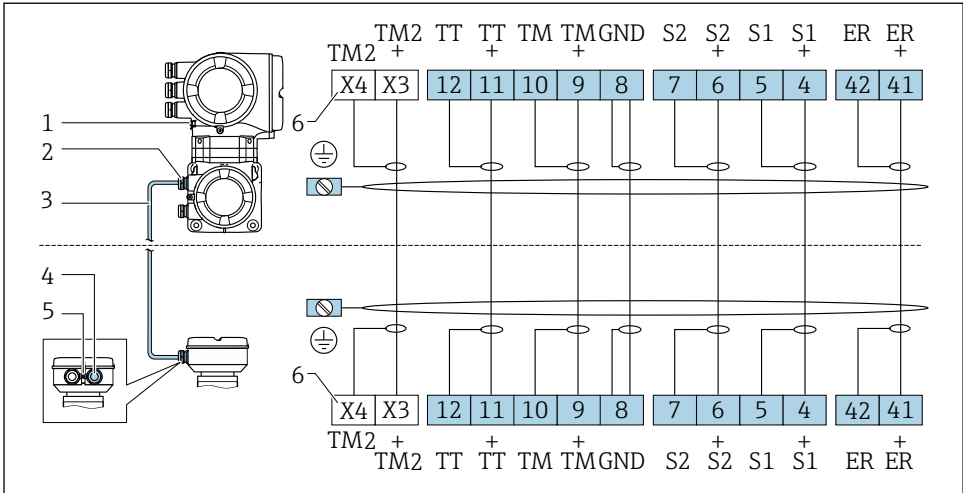 TM2 TT TT TM TM GND S2 S2 S1 S1 ER ER
TM2 + + + + + +
X4 X3 12 11 10 9 8 7 6 5 4 42 41
6
1
2
3
4
5
6
X4 X3 12 11 10 9 8 7 6 5 4 42 41
TM2 + + + + + +
TM2 TT TT TM TM GND S2 S2 S1 S1 ER ER